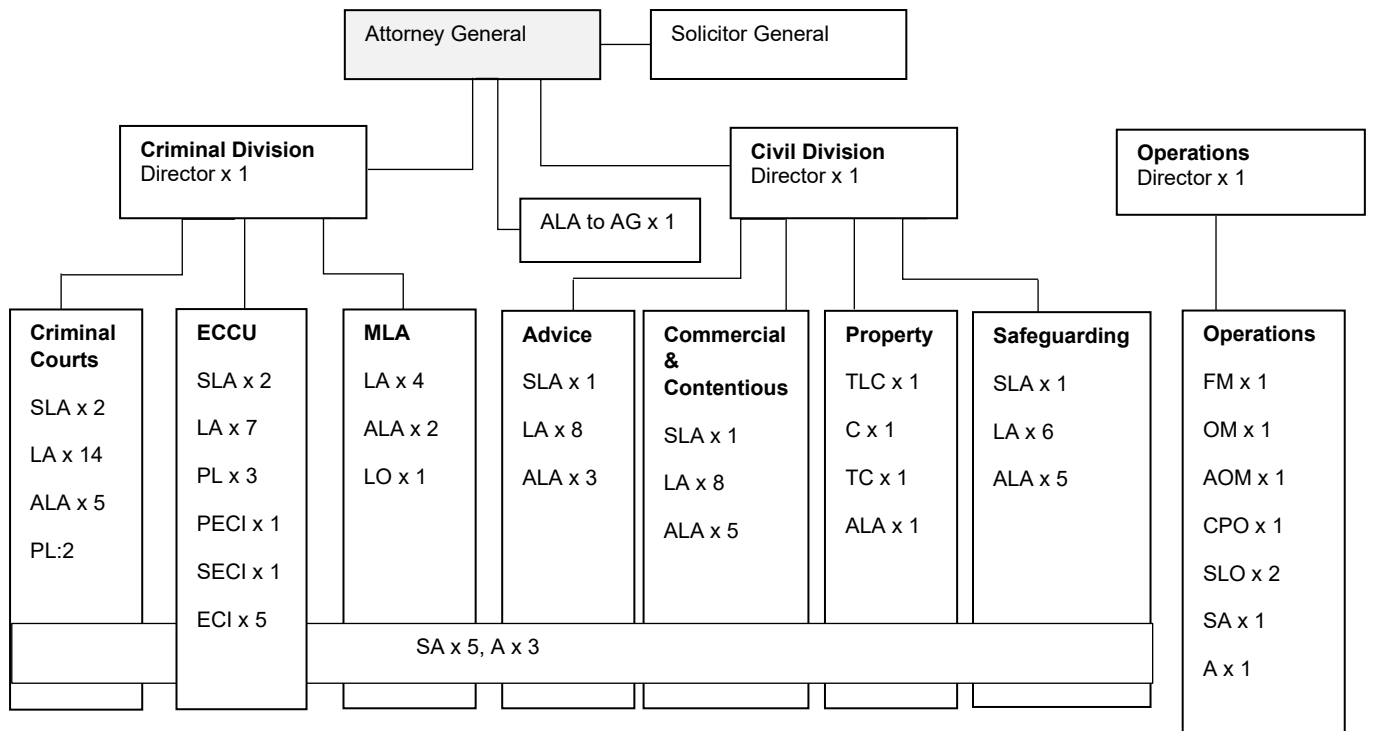 Attorney General
Solicitor General
Criminal Division
Director x 1
Civil Division
Director x 1
Operations
Director x 1
ALA to AG x 1
Criminal
Courts
SLA x 2
LA x 14
ALA x 5
PL:2
ECCU
SLA x 2
LA x 7
PL x 3
PECI x 1
SECI x 1
ECI x 5
MLA
LA x 4
ALA x 2
LO x 1
Advice
SLA x 1
LA x 8
ALA x 3
Commercial
&
Contentious
SLA x 1
LA x 8
ALA x 5
Property
TLC x 1
C x 1
TC x 1
ALA x 1
Safeguarding
SLA x 1
LA x 6
ALA x 5
Operations
FM x 1
OM x 1
AOM x 1
CPO x 1
SLO x 2
SA x 1
A x 1
SA x 5, A x 3